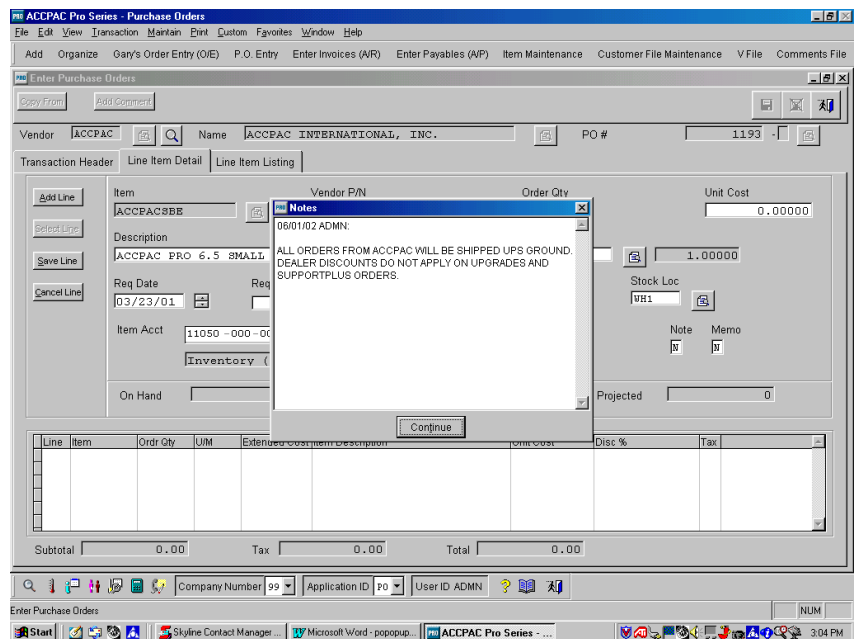 ACCPAC Pro Series - Purchase Orders
File Edit View Transaction Maintain Print Custom Favorites Window Help
Add Organize Gary's Order Entry (O/E) P.O. Entry Enter Invoices (A/R) Enter Payables (A/P) Item Maintenance Customer File Maintenance V File Comments File
Enter Purchase Orders
Copy From Add Comment
Vendor ACCPAC Name ACCPAC INTERNATIONAL, INC. PO # 1193 -
Transaction Header Line Item Detail Line Item Listing
Add Line Item Vendor P/N Order Qty Unit Cost
ACCPACSBE 0.00000
Select Line
Description
Save Line ACCPAC PRO 6.5 SMALL 1.00000
Req Date Req Stock Loc
Cancel Line 03/23/01 WH1
Item Acct 11050 -000-00 Note Memo
Inventory ( N N
On Hand Projected 0
Notes
06/01/02 ADMN:
ALL ORDERS FROM ACCPAC WILL BE SHIPPED UPS GROUND.
DEALER DISCOUNTS DO NOT APPLY ON UPGRADES AND
SUPPORTPLUS ORDERS.
Continue
Line Item Ordr Qty U/M Extended Cost Item Description Unit Cost Disc % Tax
Subtotal 0.00 Tax 0.00 Total 0.00
Company Number 99 Application ID PO User ID ADMN
Enter Purchase Orders NUM
Start Skyline Contact Manager ... Microsoft Word - popopup... ACCPAC Pro Series - ... 3:04 PM